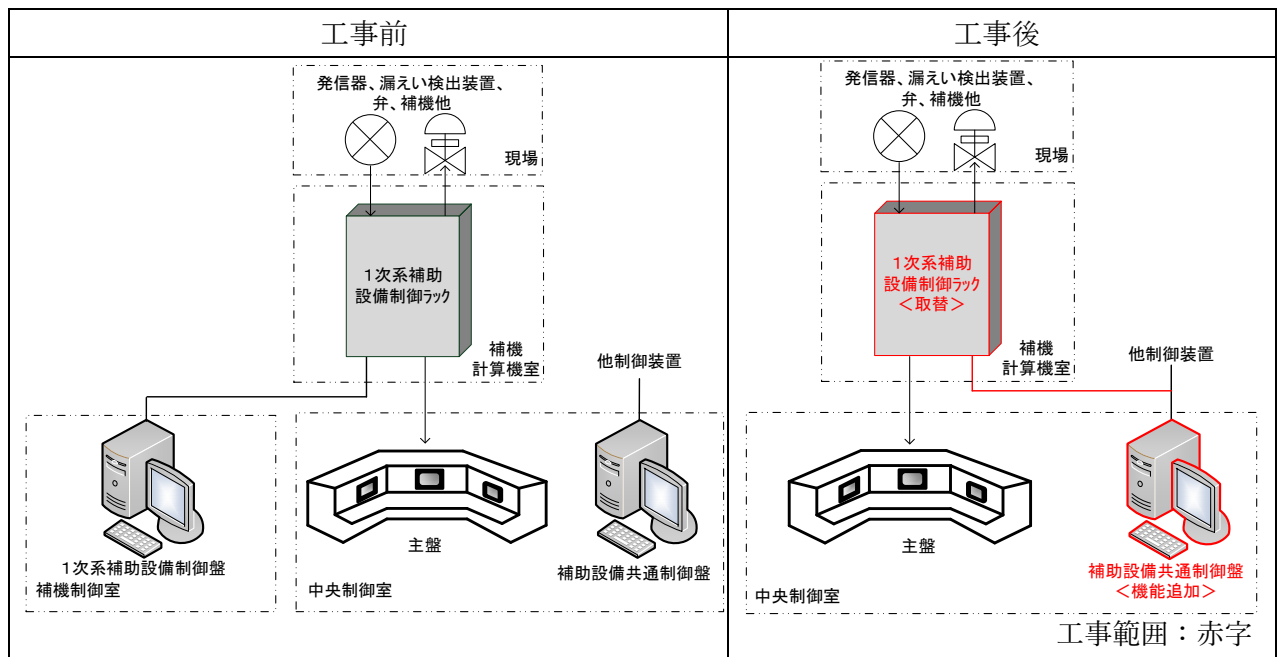 工事前
発信器、漏えい検出装置、
弁、補機他
現場
1次系補助
設備制御ラック
補機
計算機室
他制御装置
1次系補助設備制御盤
補機制御室
主盤
補助設備共通制御盤
中央制御室
工事後
発信器、漏えい検出装置、
弁、補機他
現場
1次系補助
設備制御ラック
<取替>
補機
計算機室
他制御装置
主盤
補助設備共通制御盤
<機能追加>
中央制御室
工事範囲:赤字